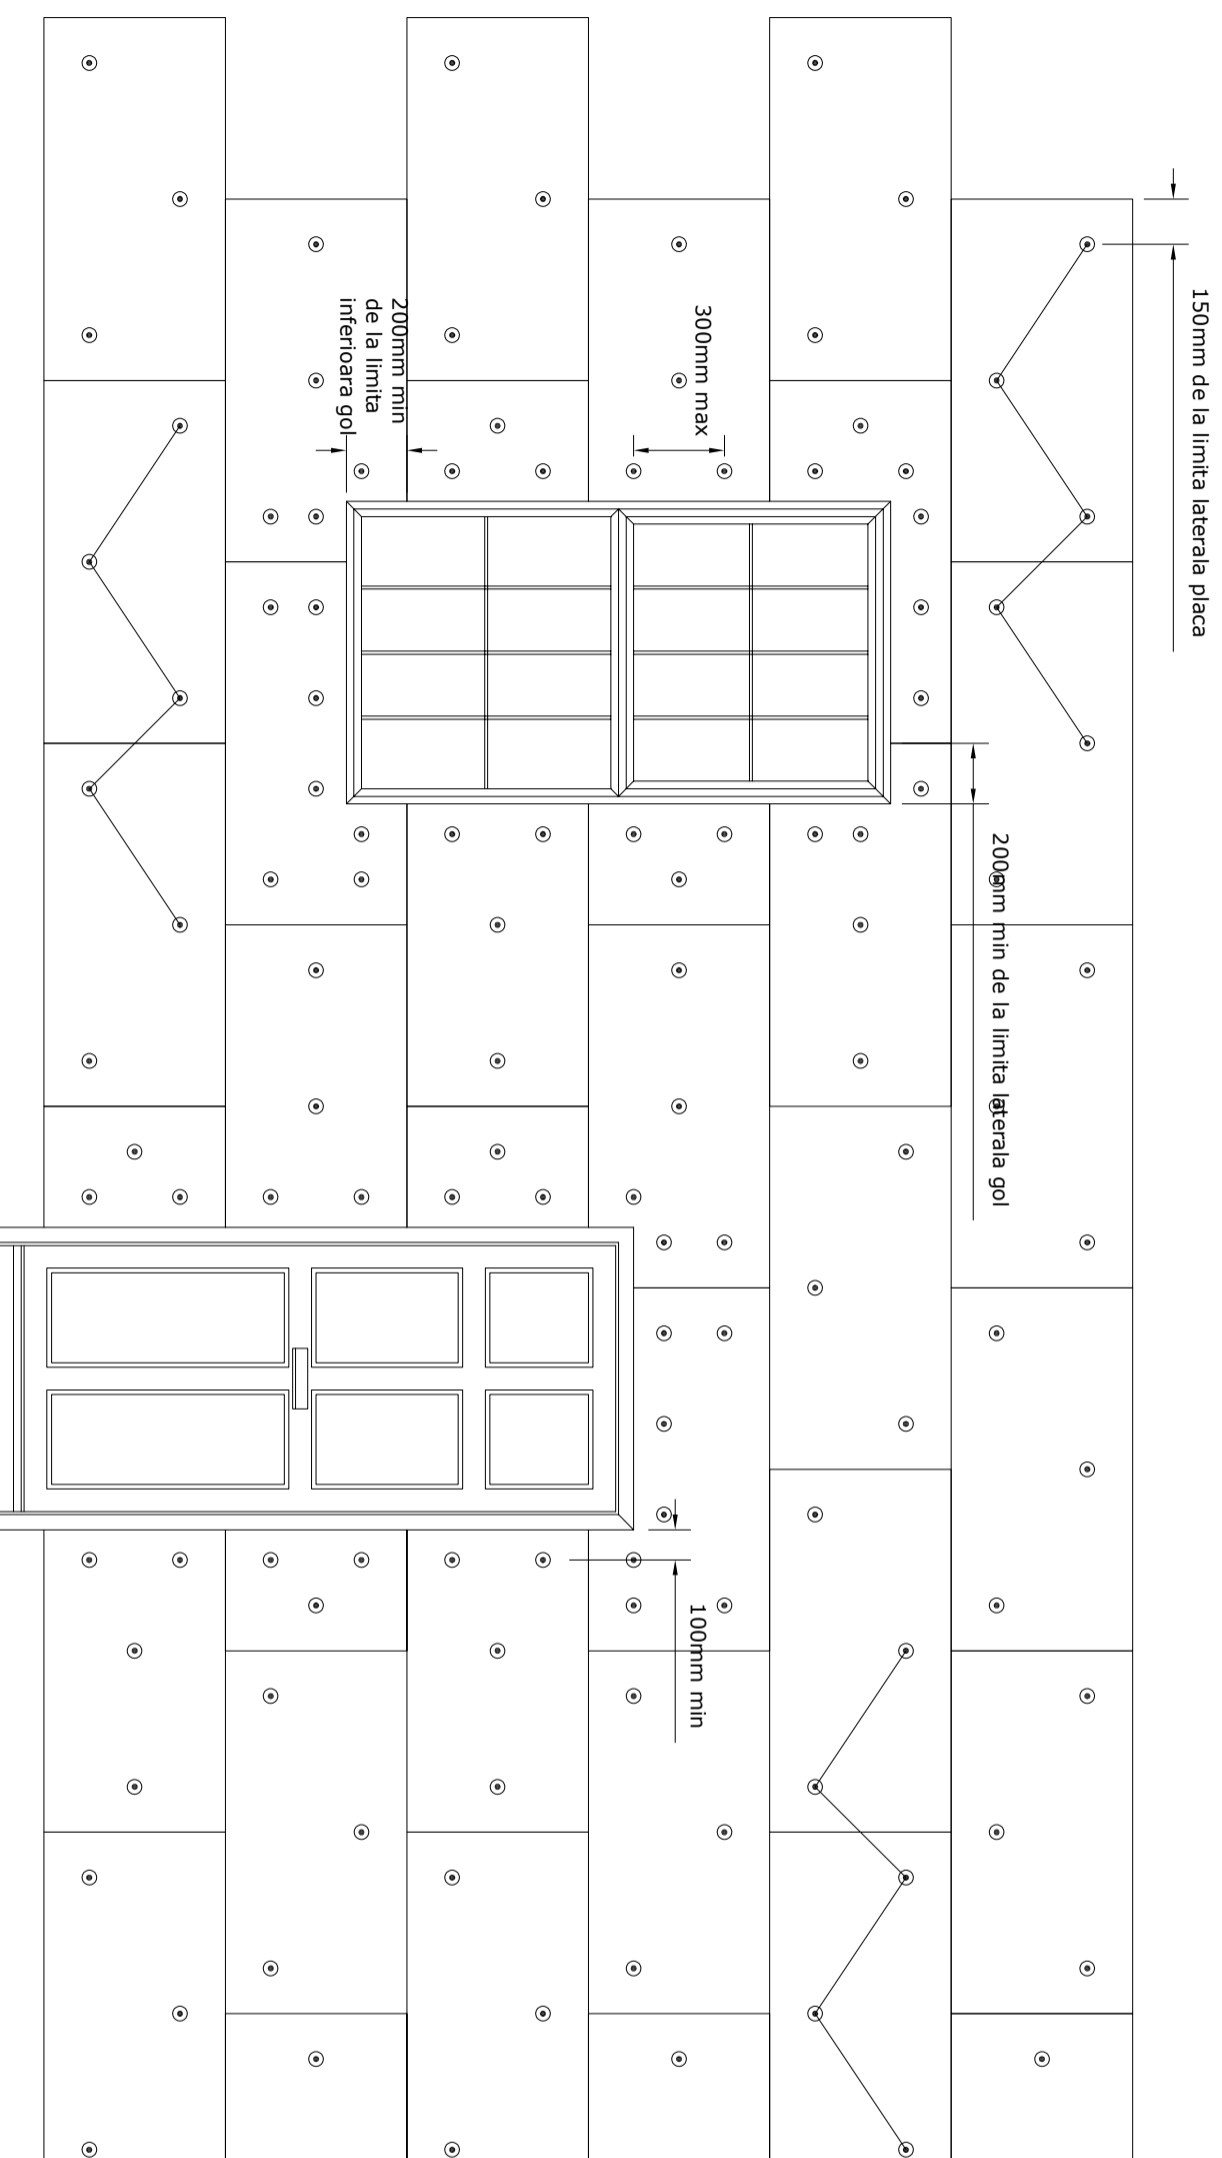 150mm de la limita laterala placa
200mm min
de la limita
inferioara gol
300mm max
200mm min de la limita laterala gol
100mm min